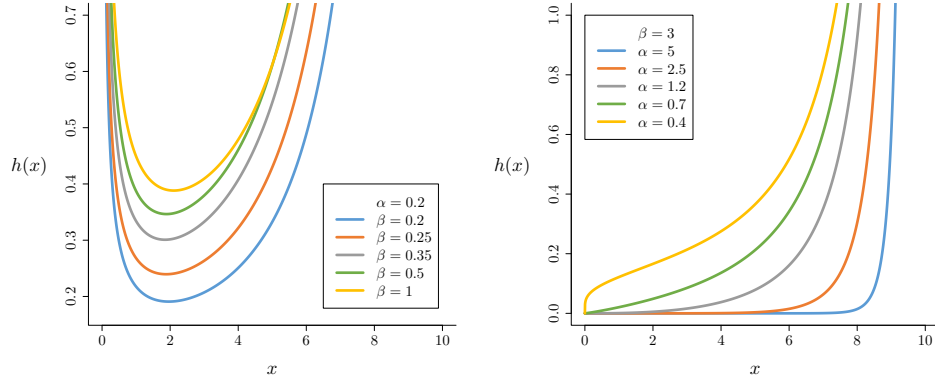 0.7
0.6
0.5
0.4
0.3
0.2
h(x)
0 2 4 6 8 10
x
α = 0.2
β = 0.2
β = 0.25
β = 0.35
β = 0.5
β = 1
1.0
0.8
0.6
0.4
0.2
0.0
h(x)
0 2 4 6 8 10
x
β = 3
α = 5
α = 2.5
α = 1.2
α = 0.7
α = 0.4